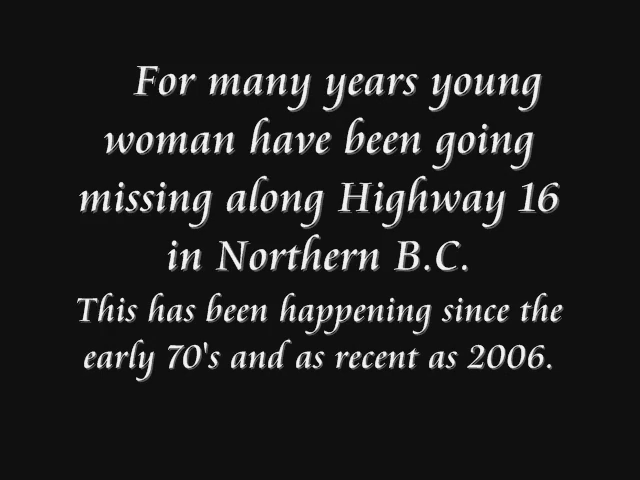 For many years young
woman have been going
missing along Highway 16
in Northern B.C.
This has been happening since the
early 70's and as recent as 2006.